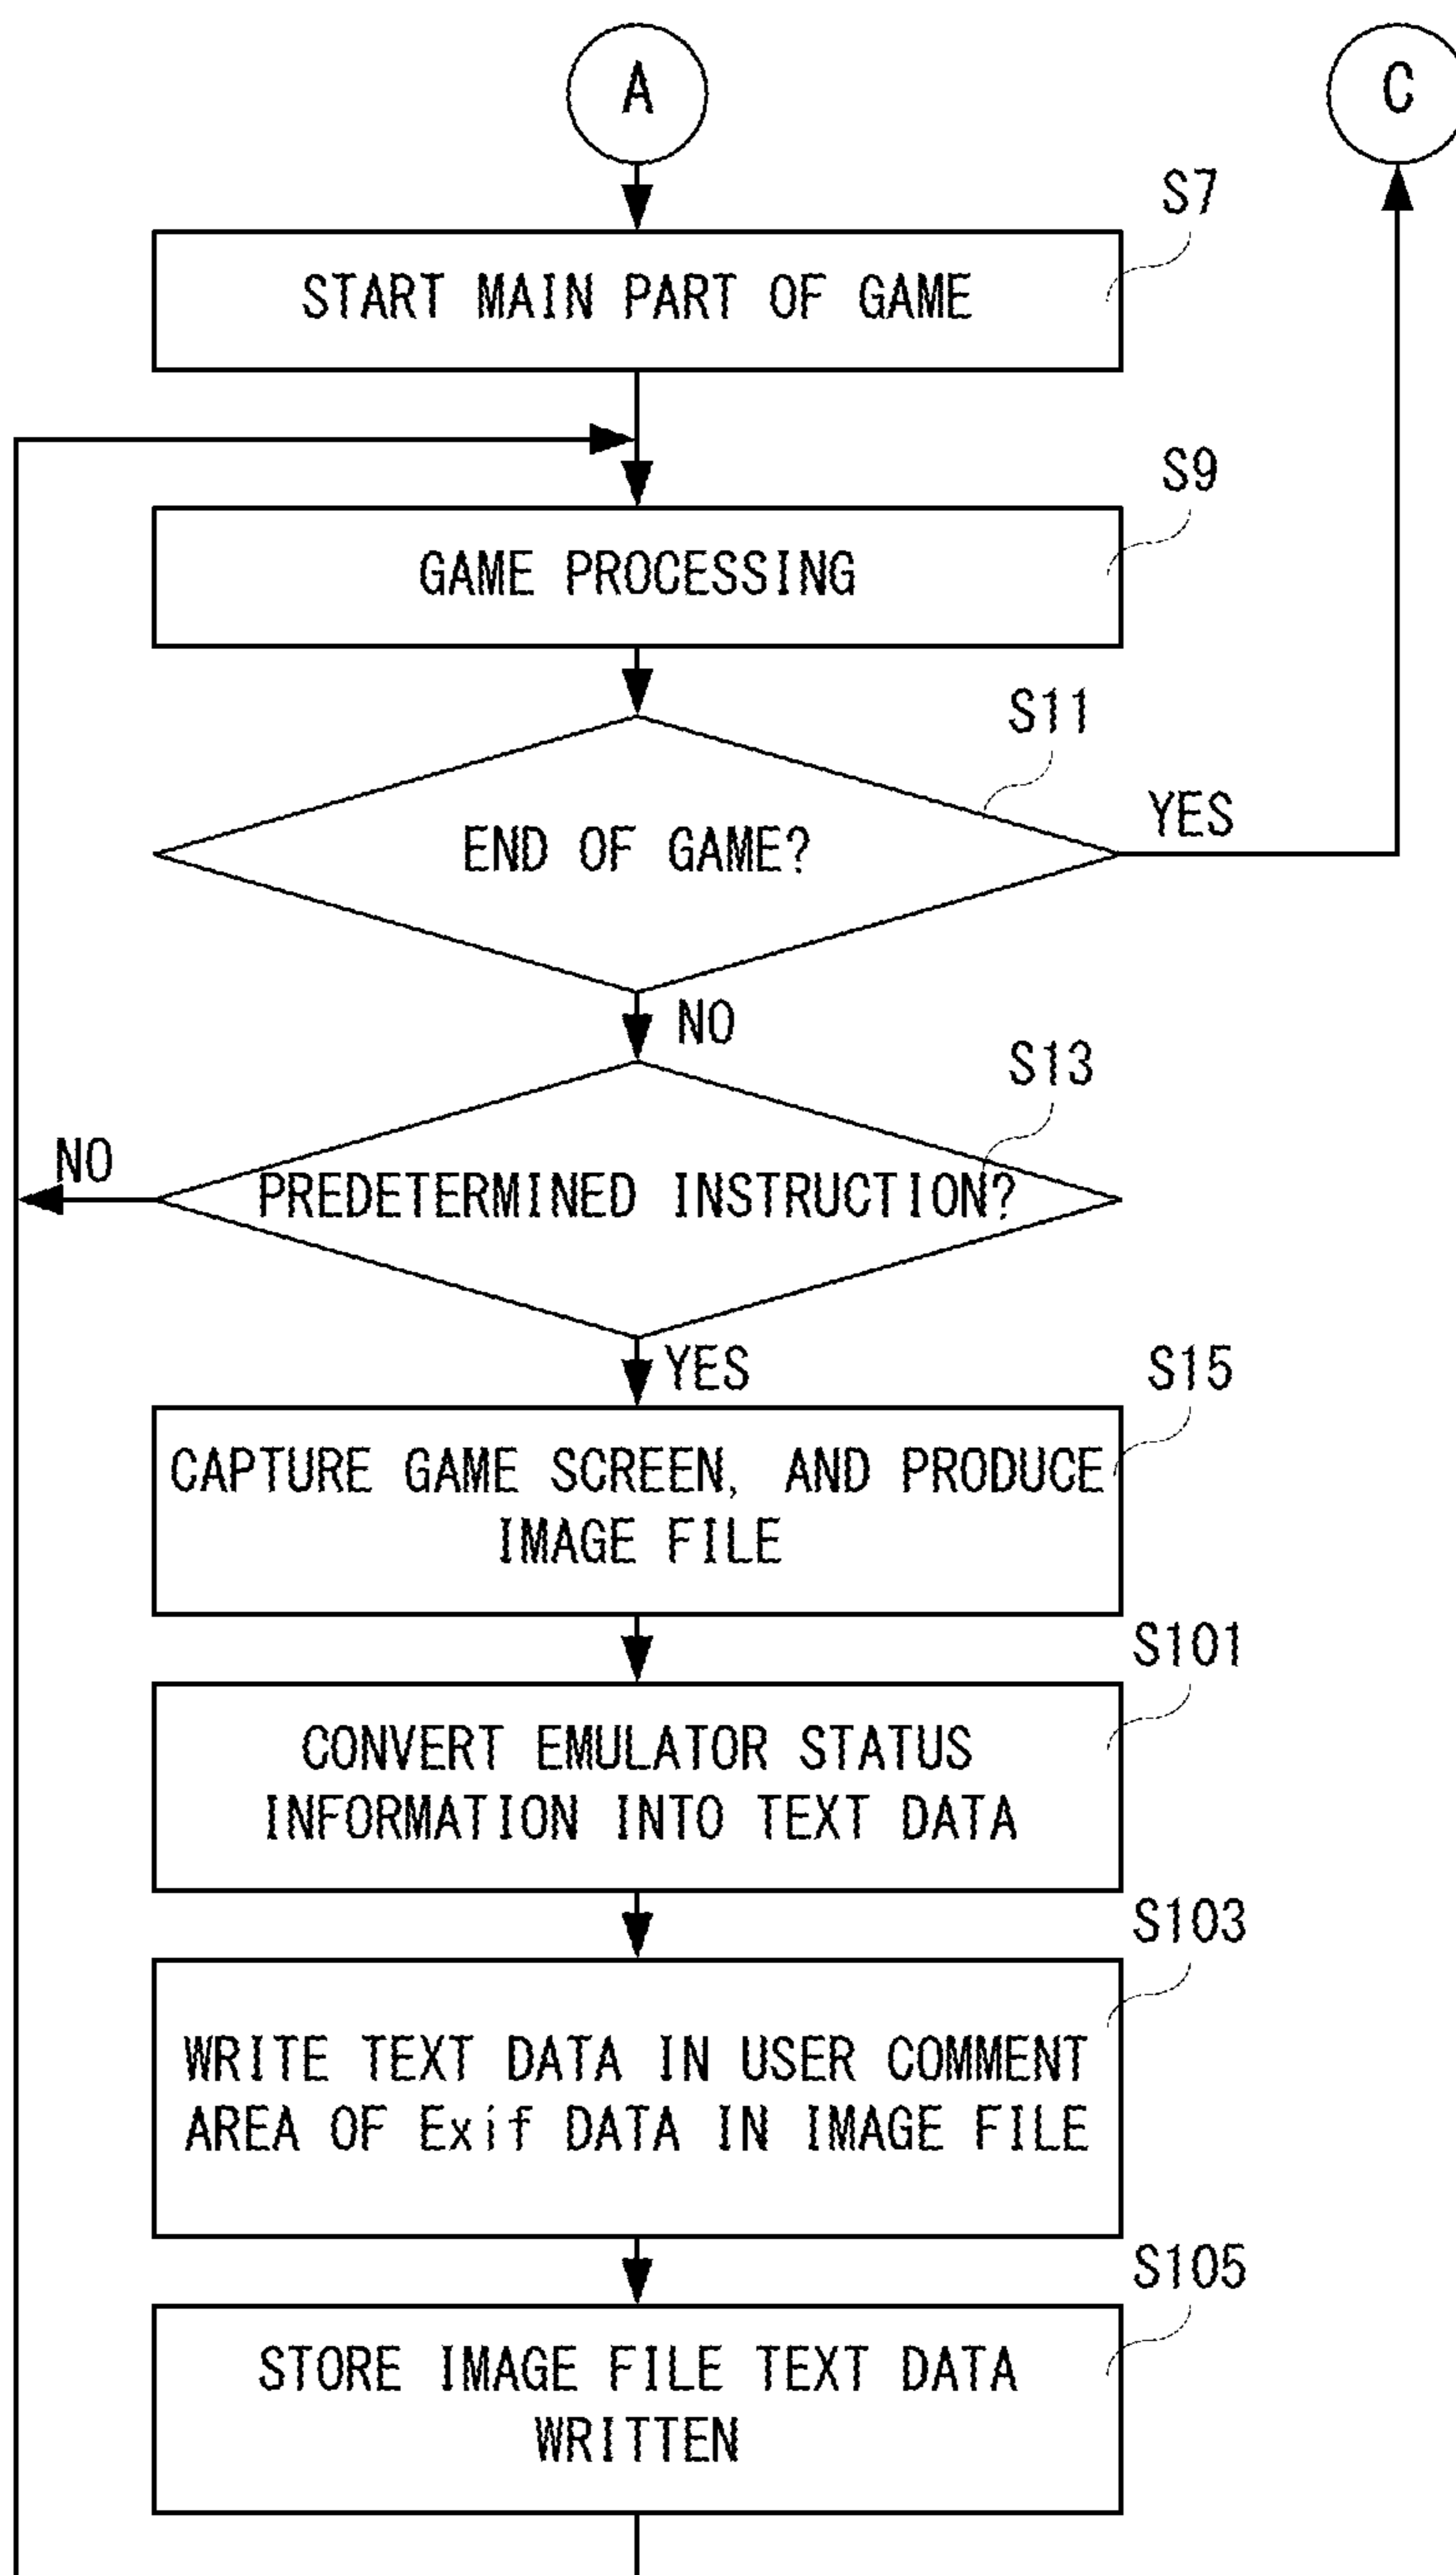 A
C
S7
START MAIN PART OF GAME
S9
GAME PROCESSING
S11
END OF GAME?
YES
NO
S13
PREDETERMINED INSTRUCTION?
NO
YES
S15
CAPTURE GAME SCREEN, AND PRODUCE
IMAGE FILE
S101
CONVERT EMULATOR STATUS
INFORMATION INTO TEXT DATA
S103
WRITE TEXT DATA IN USER COMMENT
AREA OF Exif DATA IN IMAGE FILE
S105
STORE IMAGE FILE TEXT DATA
WRITTEN